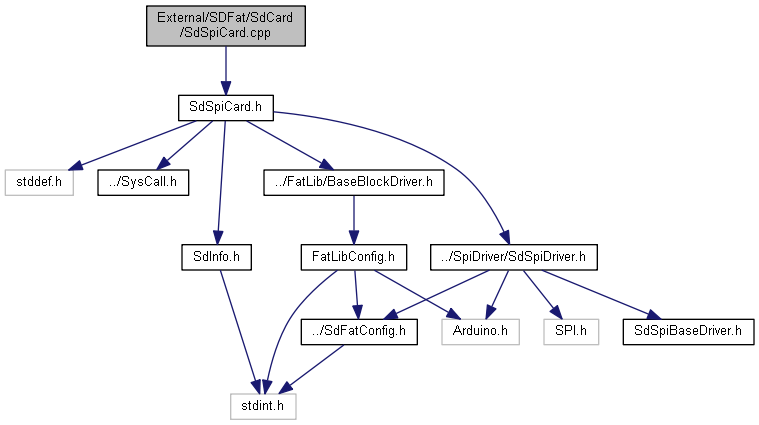 External/SDFat/SdCard
/SdSpiCard.cpp
SdSpiCard.h
stddef.h
../SysCall.h
../FatLib/BaseBlockDriver.h
SdInfo.h
FatLibConfig.h
../SpiDriver/SdSpiDriver.h
../SdFatConfig.h
Arduino.h
SPI.h
SdSpiBaseDriver.h
stdint.h